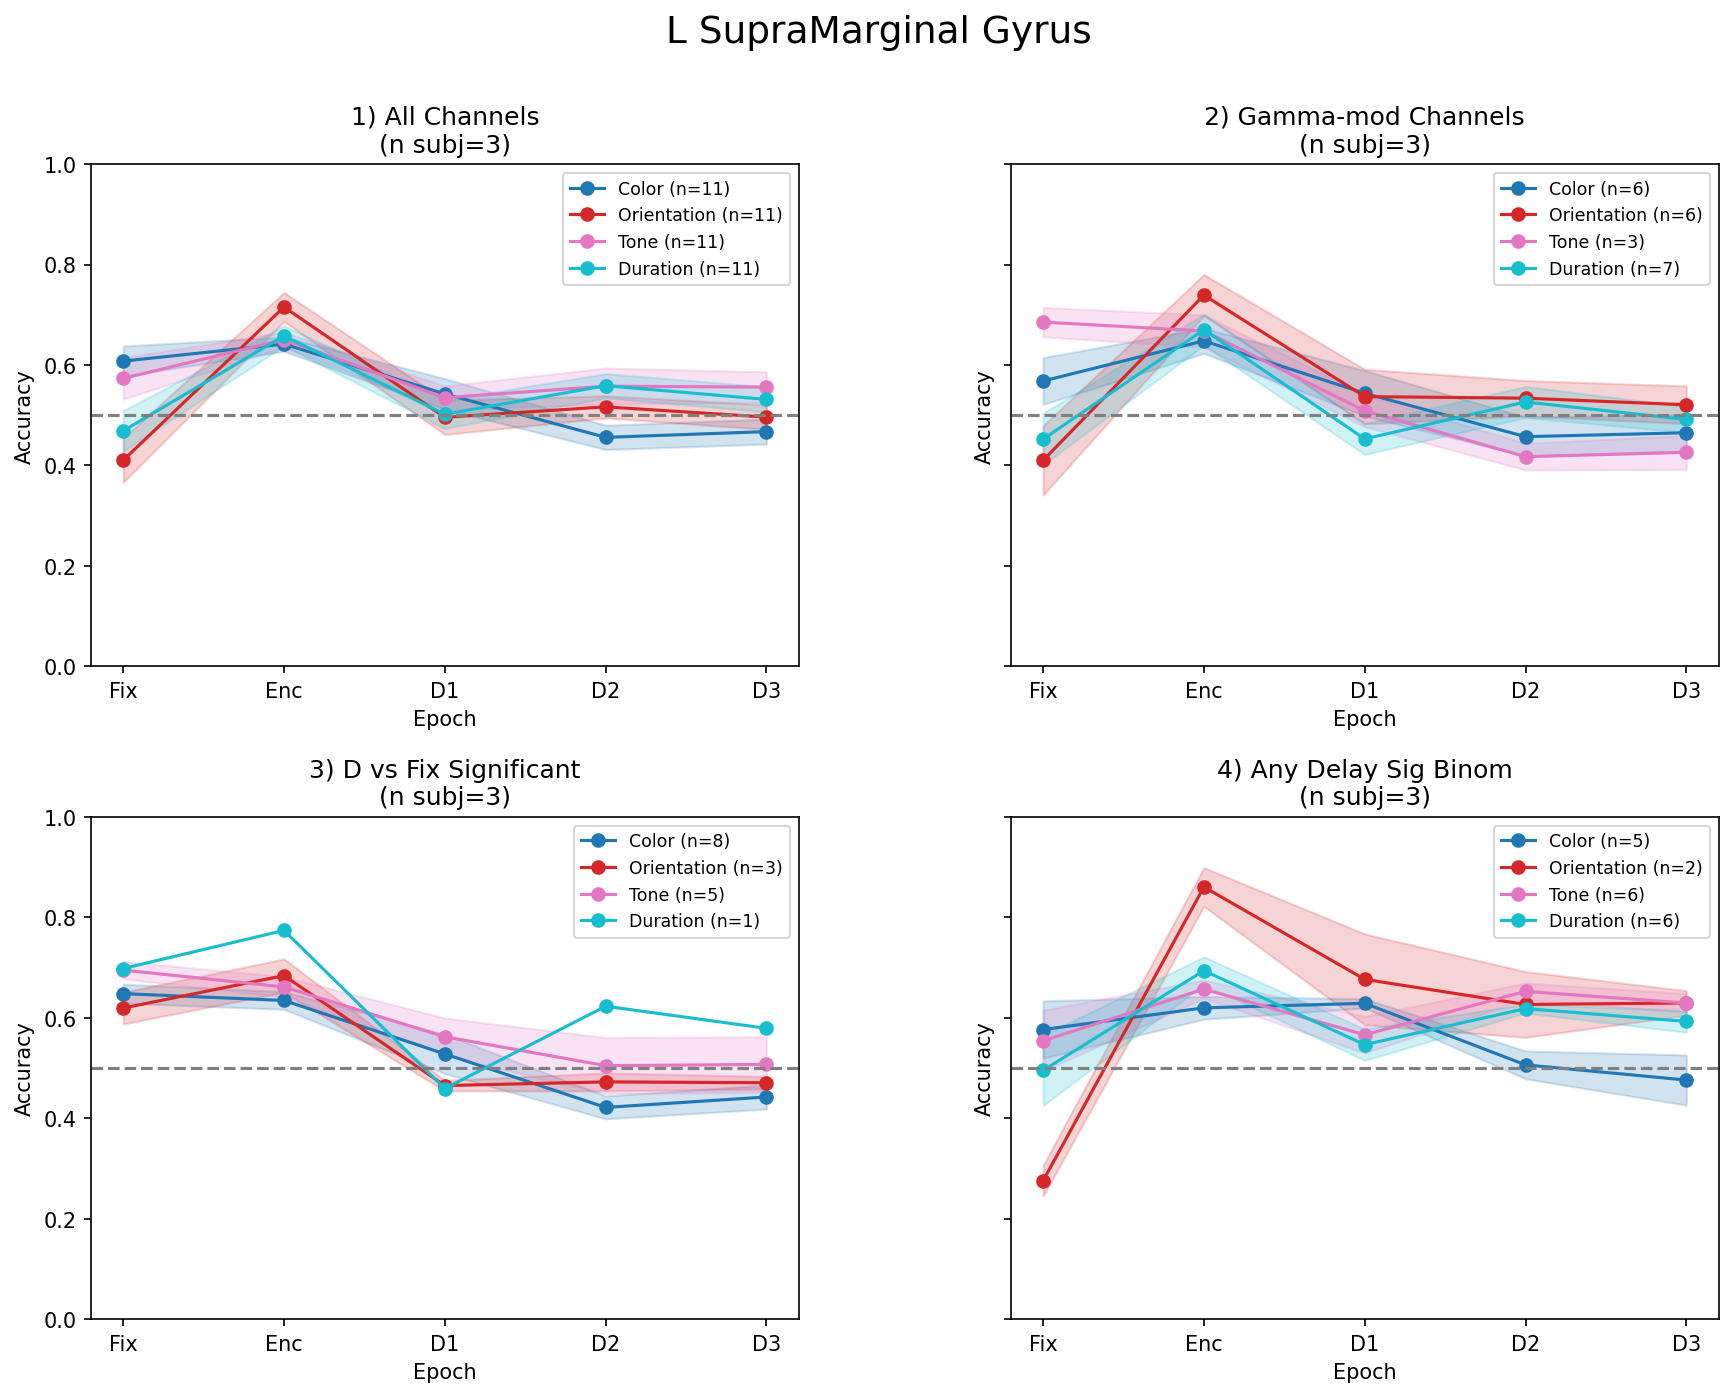 L SupraMarginal Gyrus
1) All Channels
(n subj=3)
Color (n=11)
Orientation (n=11)
Tone (n=11)
Duration (n=11)
1.0
0.8
0.6
0.4
0.2
0.0
Accuracy
Fix Enc D1 D2 D3
Epoch
2) Gamma-mod Channels
(n subj=3)
Color (n=6)
Orientation (n=6)
Tone (n=3)
Duration (n=7)
Accuracy
Fix Enc D1 D2 D3
Epoch
3) D vs Fix Significant
(n subj=3)
Color (n=8)
Orientation (n=3)
Tone (n=5)
Duration (n=1)
1.0
0.8
0.6
0.4
0.2
0.0
Accuracy
Fix Enc D1 D2 D3
Epoch
4) Any Delay Sig Binom
(n subj=3)
Color (n=5)
Orientation (n=2)
Tone (n=6)
Duration (n=6)
Accuracy
Fix Enc D1 D2 D3
Epoch